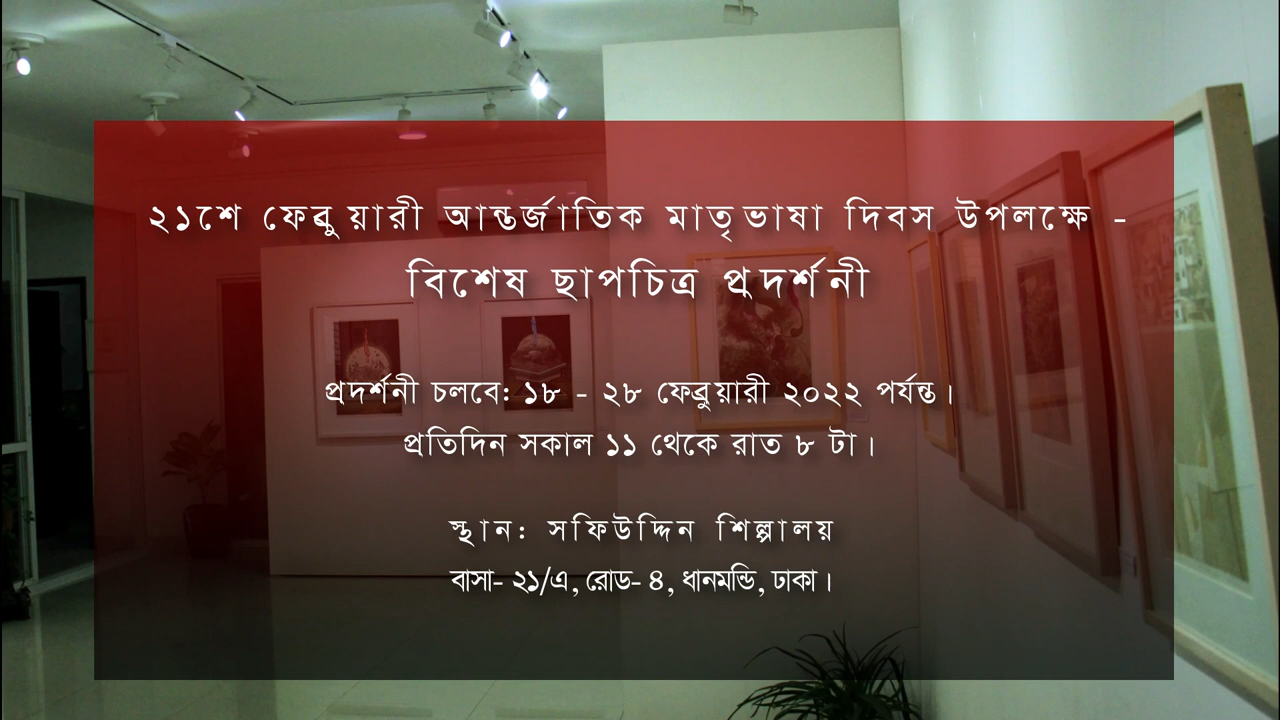 ২১শে ফেব্রুয়ারী আন্তর্জাতিক মাতৃভাষা দিবস উপলক্ষে -
বিশেষ ছাপচিত্র প্রদর্শনী
প্রদর্শনী চলবে: ১৮ - ২৮ ফেব্রুয়ারী ২০২২ পর্যন্ত।
প্রতিদিন সকাল ১১ থেকে রাত ৮ টা।
স্থান: সফিউদ্দিন শিল্পালয়
বাসা- ২১/এ, রোড- ৪, ধানমন্ডি, ঢাকা।